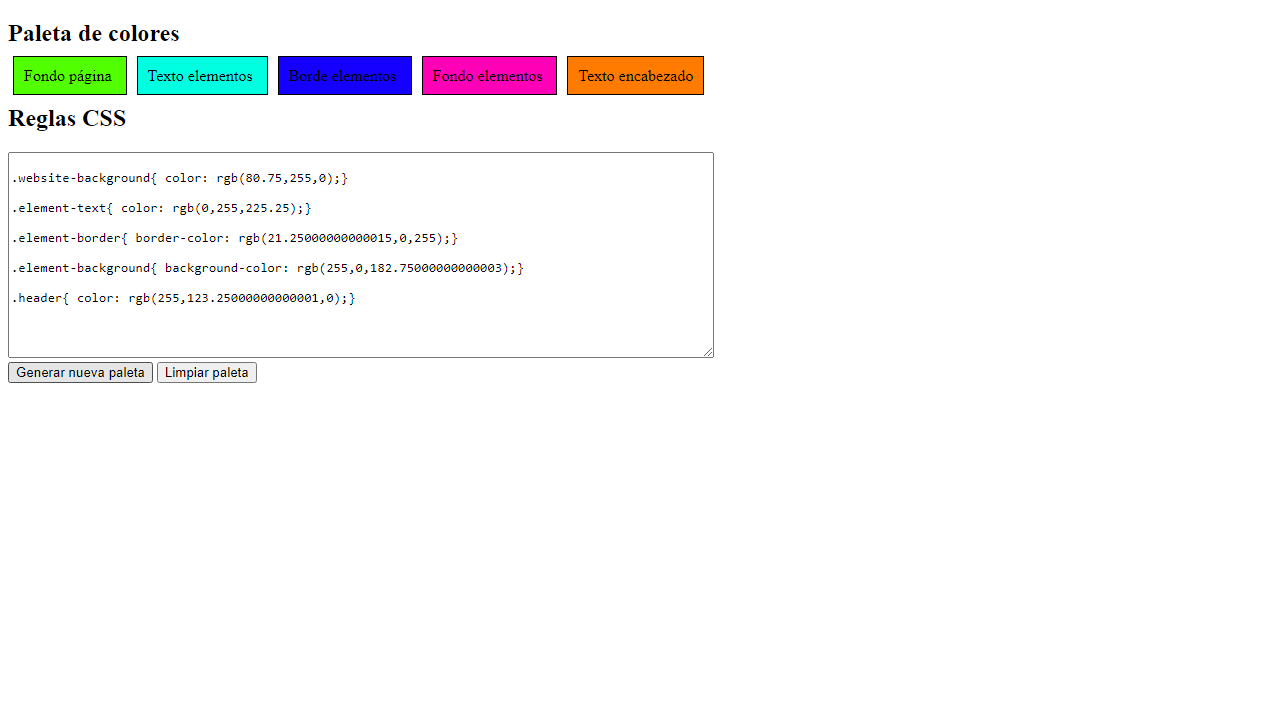 Paleta de colores
Fondo página Texto elementos Borde elementos Fondo elementos Texto encabezado
Reglas CSS
.website-background{ color: rgb(80.75,255,0);}
.element-text{ color: rgb(0,255,225.25);}
.element-border{ border-color: rgb(21.25000000000015,0,255);}
.element-background{ background-color: rgb(255,0,182.75000000000003);}
.header{ color: rgb(255,123.25000000000001,0);}
Generar nueva paleta Limpiar paleta